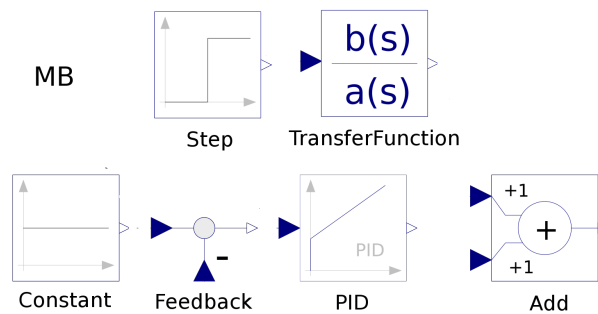 MB
b(s)
a(s)
Step
TransferFunction
-
PID
+1
+
+1
Constant
Feedback
PID
Add